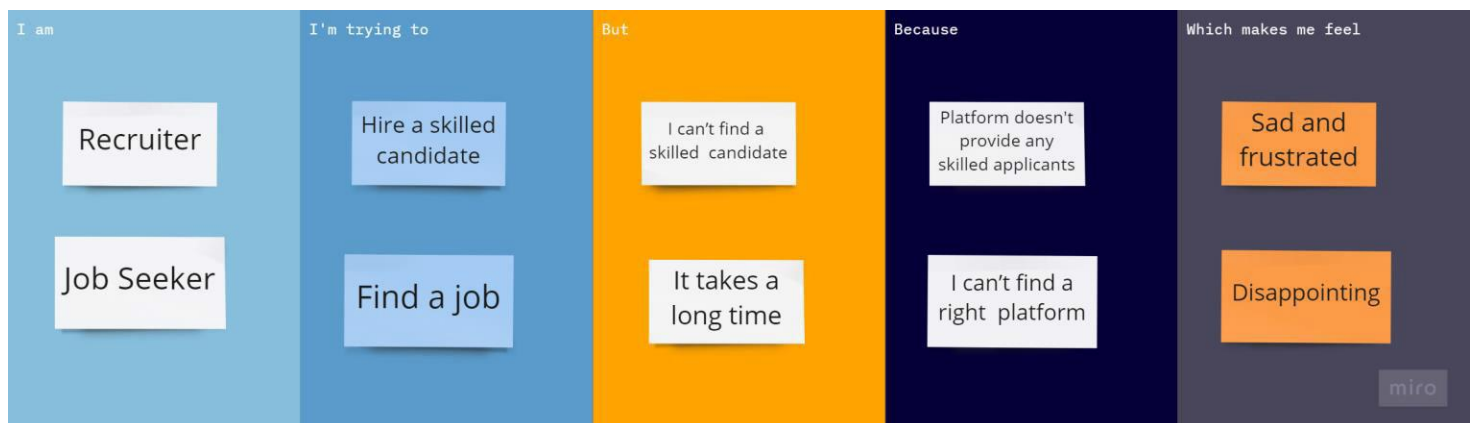 I am
I'm trying to
But
Because
Which makes me feel
Recruiter
Hire a skilled
candidate
I can't find a
skilled candidate
Platform doesn't
provide any
skilled applicants
Sad and
frustrated
Job Seeker
Find a job
It takes a
long time
I can't find a
right platform
Disappointing
miro